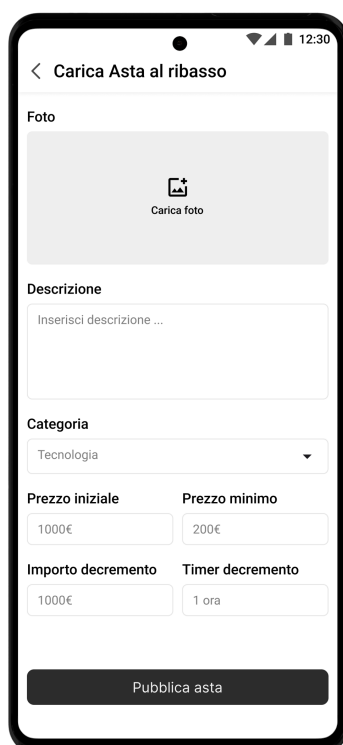 12:30
Carica Asta al ribasso
Foto
Carica foto
Descrizione
Inserisci descrizione ...
Categoria
Tecnologia
Prezzo iniziale
Prezzo minimo
1000€
200€
Importo decremento
Timer decremento
1000€
1 ora
Pubblica asta